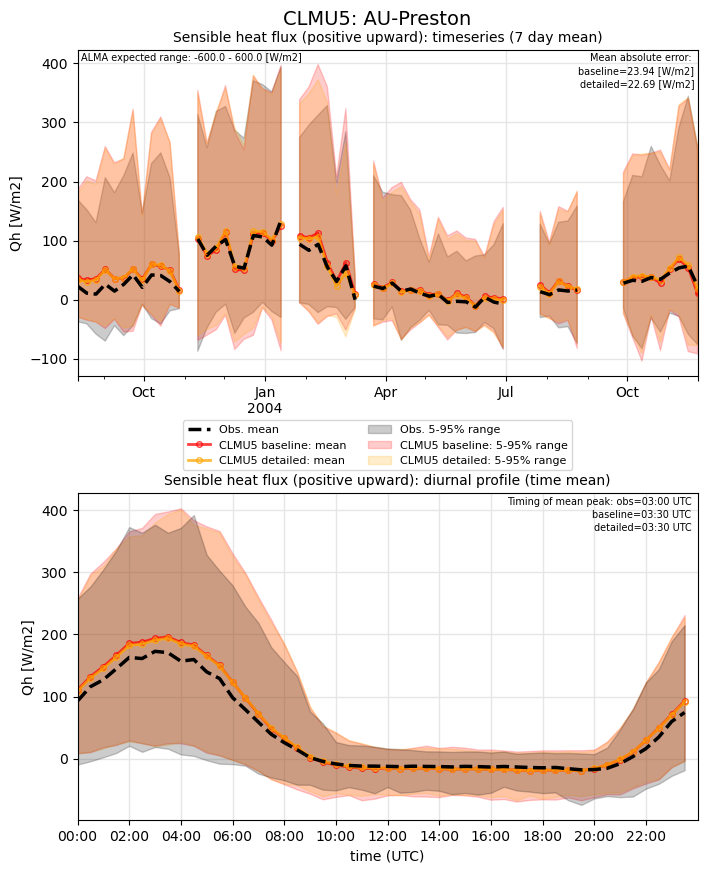 CLMU5: AU-Preston
Sensible heat flux (positive upward): timeseries (7 day mean)
ALMA expected range: -600.0 - 600.0 [W/m2]
Mean absolute error:
baseline=23.94 [W/m2]
detailed=22.69 [W/m2]
Qh [W/m2]
400
300
200
100
0
−100
Oct
Jan
2004
Apr
Jul
Oct
Obs. mean
CLMU5 baseline: mean
CLMU5 detailed: mean
Obs. 5-95% range
CLMU5 baseline: 5-95% range
CLMU5 detailed: 5-95% range
Sensible heat flux (positive upward): diurnal profile (time mean)
Timing of mean peak: obs=03:00 UTC
baseline=03:30 UTC
detailed=03:30 UTC
Qh [W/m2]
400
300
200
100
0
00:00 02:00 04:00 06:00 08:00 10:00 12:00 14:00 16:00 18:00 20:00 22:00
time (UTC)